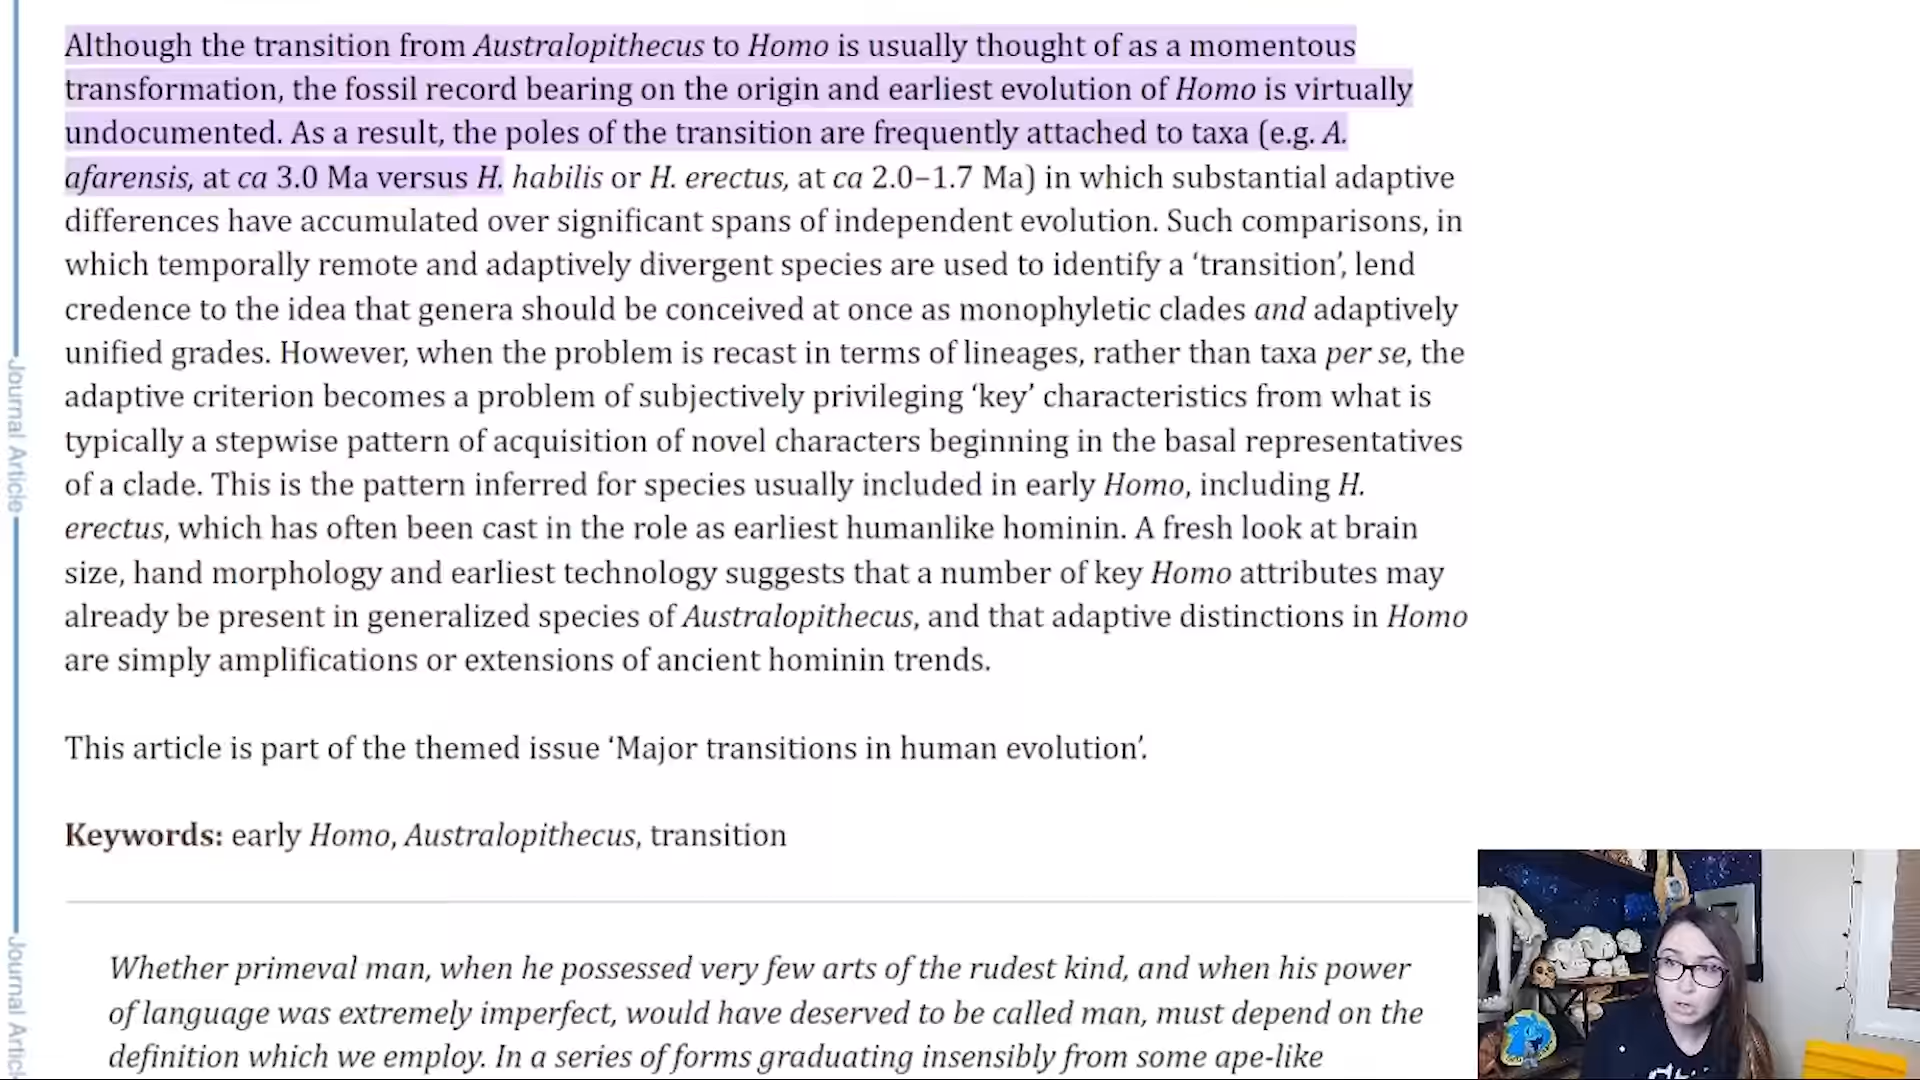 Although the transition from Australopithecus to Homo is usually thought of as a momentous
transformation, the fossil record bearing on the origin and earliest evolution of Homo is virtually
undocumented. As a result, the poles of the transition are frequently attached to taxa (e.g. A.
afarensis, at ca 3.0 Ma versus H. habilis or H. erectus, at ca 2.0–1.7 Ma) in which substantial adaptive
differences have accumulated over significant spans of independent evolution. Such comparisons, in
which temporally remote and adaptively divergent species are used to identify a ‘transition’, lend
credence to the idea that genera should be conceived at once as monophyletic clades and adaptively
unified grades. However, when the problem is recast in terms of lineages, rather than taxa per se, the
adaptive criterion becomes a problem of subjectively privileging ‘key’ characteristics from what is
typically a stepwise pattern of acquisition of novel characters beginning in the basal representatives
of a clade. This is the pattern inferred for species usually included in early Homo, including H.
erectus, which has often been cast in the role as earliest humanlike hominin. A fresh look at brain
size, hand morphology and earliest technology suggests that a number of key Homo attributes may
already be present in generalized species of Australopithecus, and that adaptive distinctions in Homo
are simply amplifications or extensions of ancient hominin trends.
This article is part of the themed issue ‘Major transitions in human evolution’.
Keywords: early Homo, Australopithecus, transition
Whether primeval man, when he possessed very few arts of the rudest kind, and when his power
of language was extremely imperfect, would have deserved to be called man, must depend on the
definition which we employ. In a series of forms graduating insensibly from some ape-like
Journal Article
Journal Artic